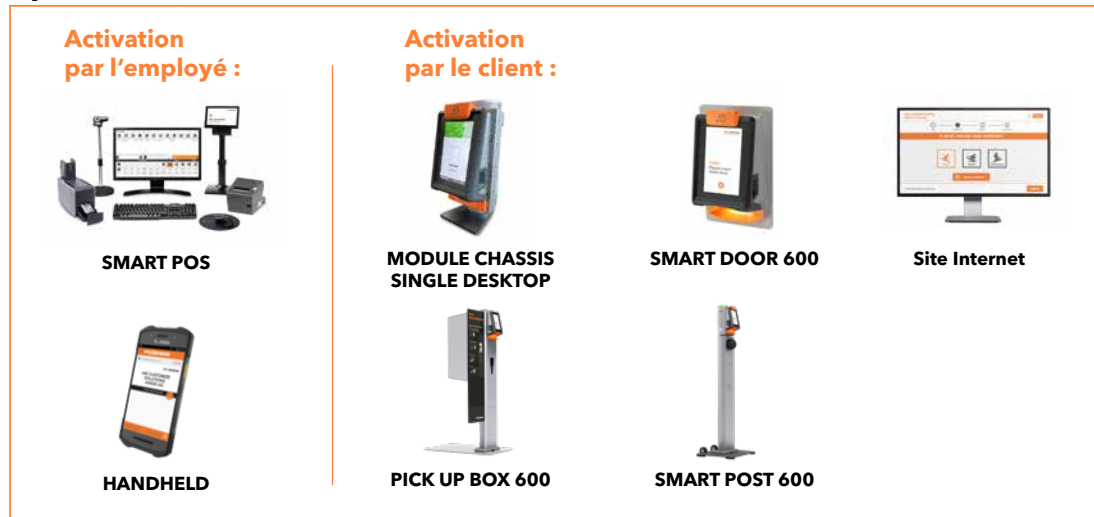 Activation
par l'employé :
Activation
par le client :
SMART POS
MODULE CHASSIS
SINGLE DESKTOP
SMART DOOR 600
Site Internet
HANDHELD
PICK UP BOX 600
SMART POST 600